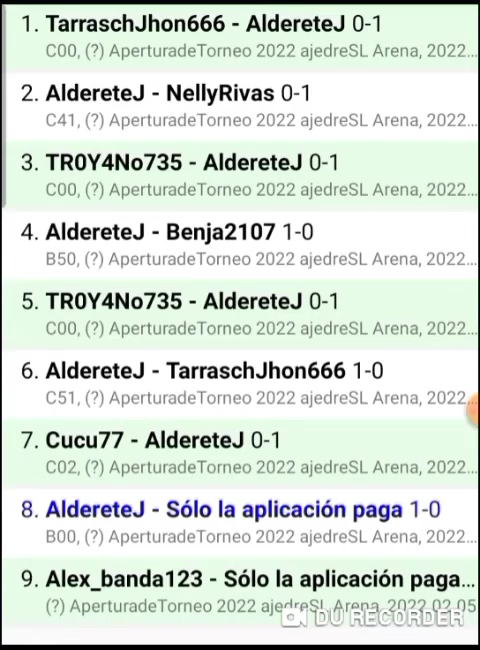 1. TarraschJhon666 - AldereteJ 0-1
C00, (?) AperturadeTorneo 2022 ajedreSL Arena, 2022...
2. AldereteJ - NellyRivas 0-1
C41, (?) AperturadeTorneo 2022 ajedreSL Arena, 2022...
3. TR0Y4No735 - AldereteJ 0-1
C00, (?) AperturadeTorneo 2022 ajedreSL Arena, 2022...
4. AldereteJ - Benja2107 1-0
B50, (?) AperturadeTorneo 2022 ajedreSL Arena, 2022...
5. TR0Y4No735 - AldereteJ 0-1
C00, (?) AperturadeTorneo 2022 ajedreSL Arena, 2022...
6. AldereteJ - TarraschJhon666 1-0
C51, (?) AperturadeTorneo 2022 ajedreSL Arena, 2022...
7. Cucu77 - AldereteJ 0-1
C02, (?) AperturadeTorneo 2022 ajedreSL Arena, 2022...
8. AldereteJ - Sólo la aplicación paga 1-0
B00, (?) AperturadeTorneo 2022 ajedreSL Arena, 2022...
9. Alex_banda123 - Sólo la aplicación paga...
(?) AperturadeTorneo 2022 ajedreSL Arena, 2022.02.05
DU RECORDER